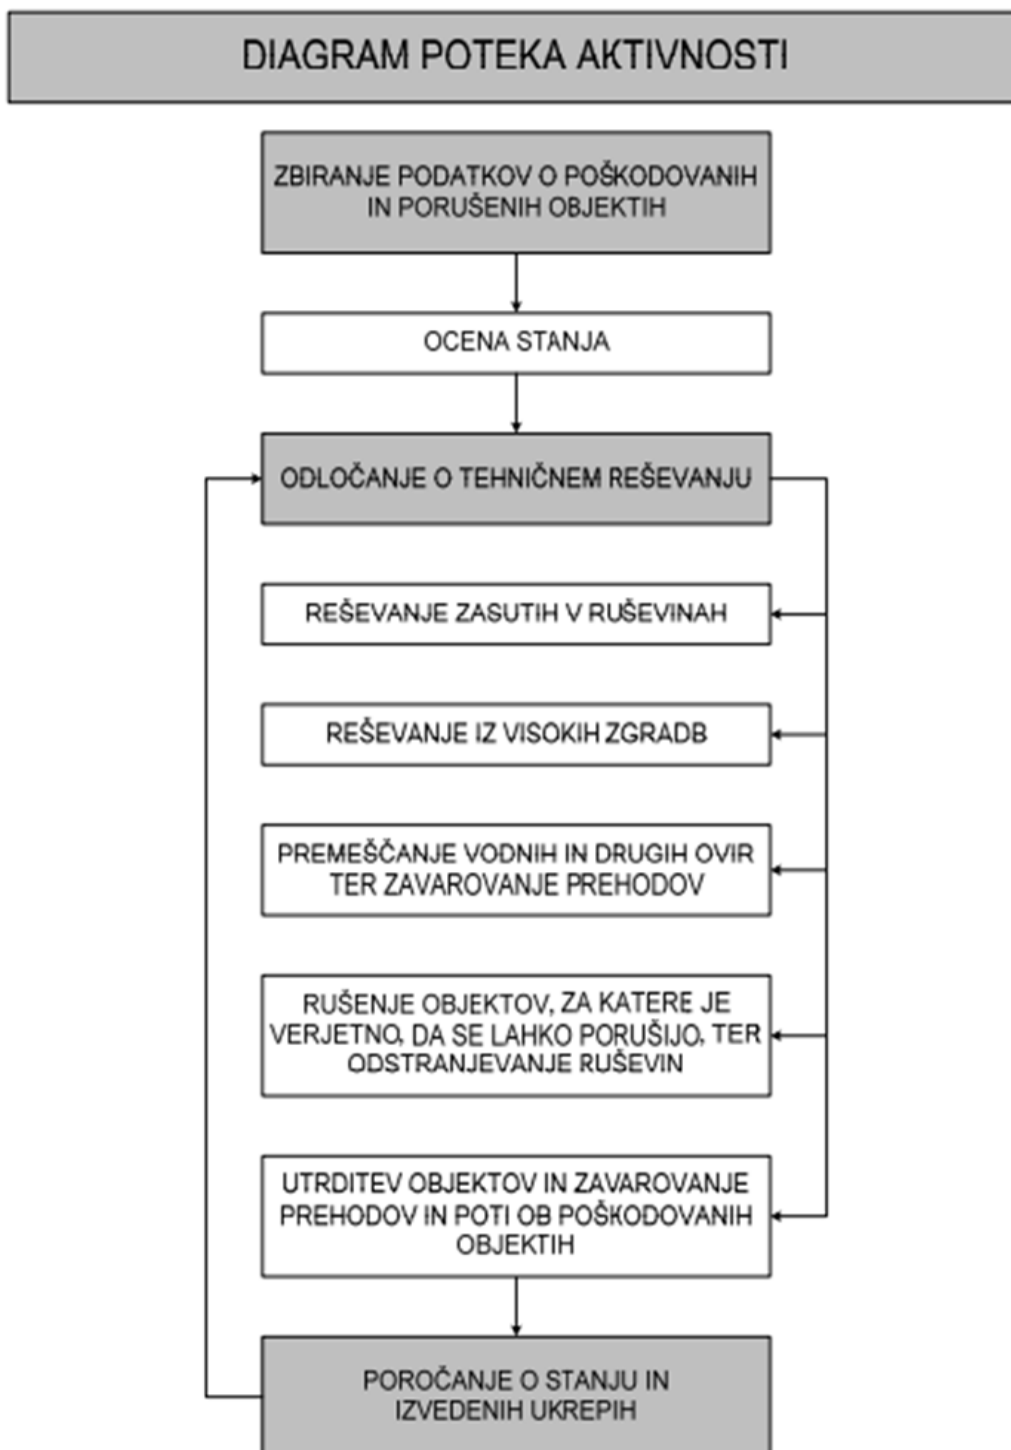 DIAGRAM POTEKA AKTIVNOSTI
ZBIRANJE PODATKOV O POŠKODOVANIH
IN PORUŠENIH OBJEKTIH
OCENA STANJA
ODLOČANJE O TEHNIČNEM REŠEVANJU
REŠEVANJE ZASUTIH V RUŠEVINAH
REŠEVANJE IZ VISOKIH ZGRADB
PREMEŠČANJE VODNIH IN DRUGIH OVIR
TER ZAVAROVANJE PREHODOV
RUŠENJE OBJEKTOV, ZA KATERE JE
VERJETNO, DA SE LAHKO PORUŠIJO, TER
ODSTRANJEVANJE RUŠEVIN
UTRDITEV OBJEKTOV IN ZAVAROVANJE
PREHODOV IN POTI OB POŠKODOVANIH
OBJEKTIH
POROČANJE O STANJU IN
IZVEDENIH UKREPIH